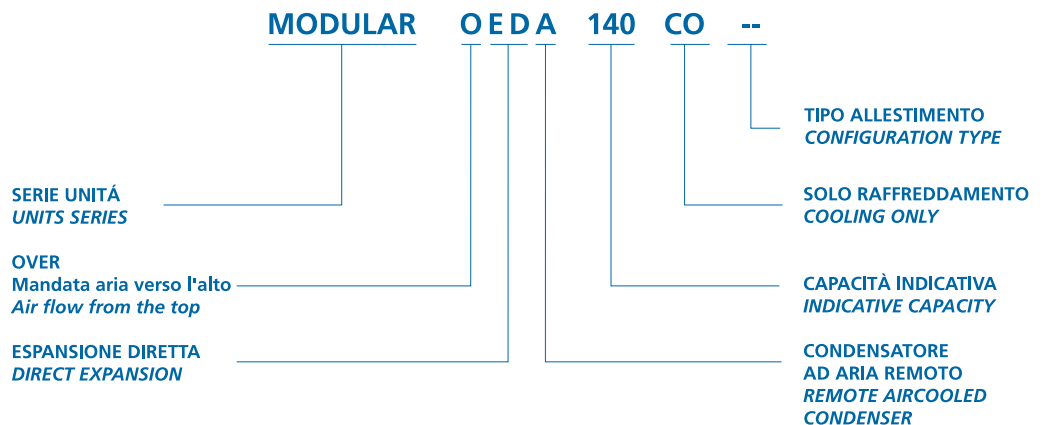 MODULAR OEDA 140 CO --
TIPO ALLESTIMENTO
CONFIGURATION TYPE
SERIE UNITÁ
UNITS SERIES
SOLO RAFFREDDAMENTO
COOLING ONLY
OVER
Mandata aria verso l'alto
Air flow from the top
CAPACITÀ INDICATIVA
INDICATIVE CAPACITY
ESPANSIONE DIRETTA
DIRECT EXPANSION
CONDENSATORE
AD ARIA REMOTO
REMOTE AIRCOOLED
CONDENSER